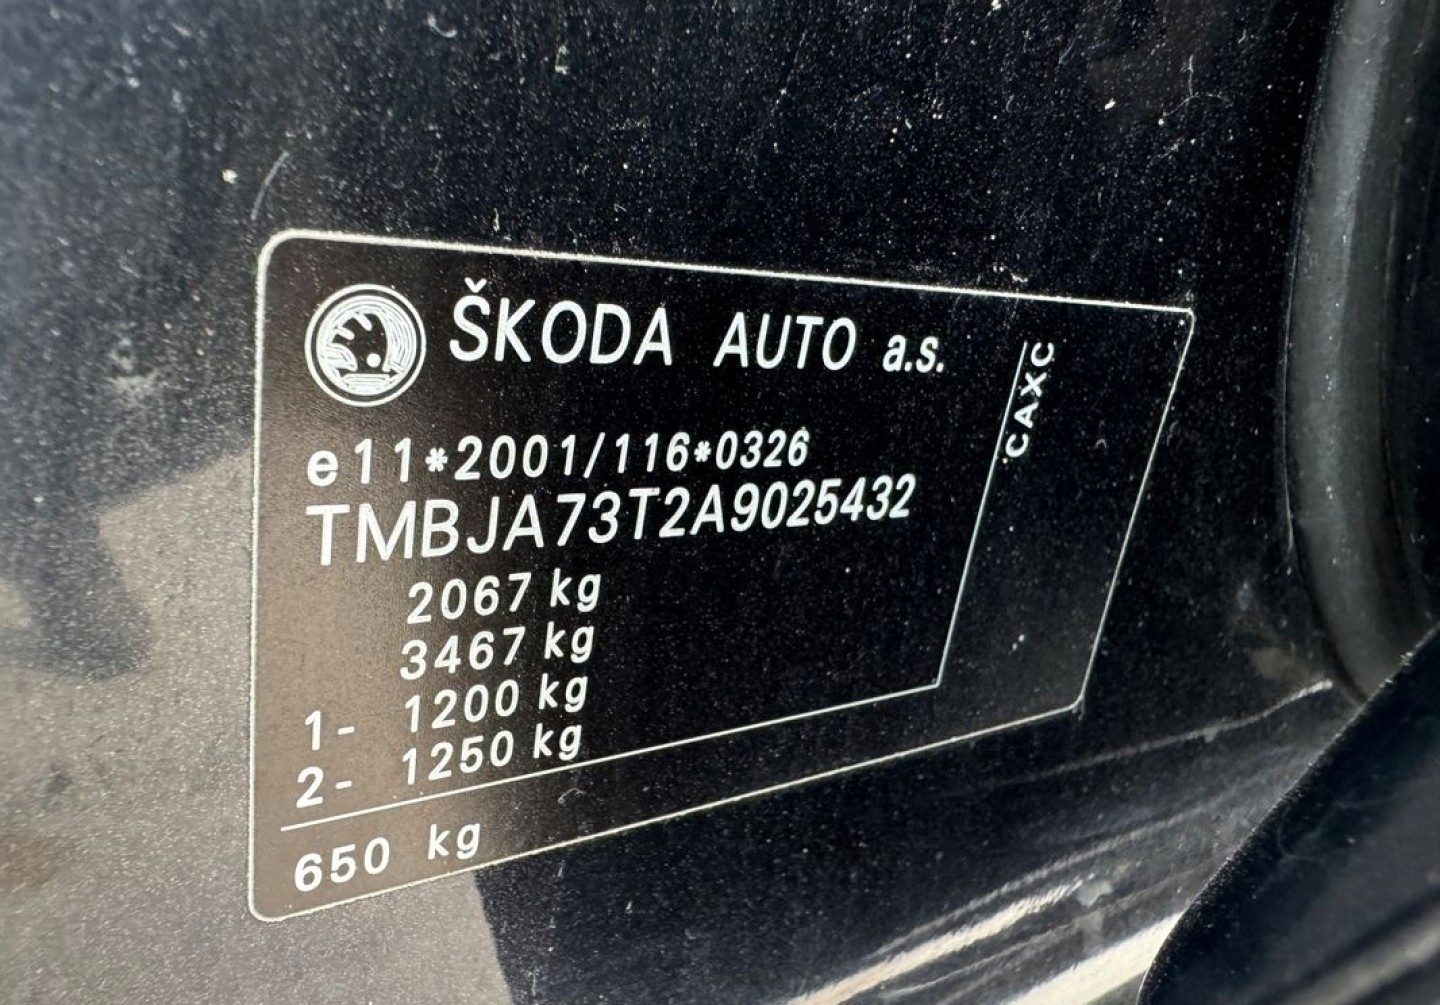 ŠKODA AUTO a.s.
e11*2001/116*0326
TMBJA73T2A9025432
2067 kg
3467 kg
1- 1200 kg
2- 1250 kg
650 kg
CAXC